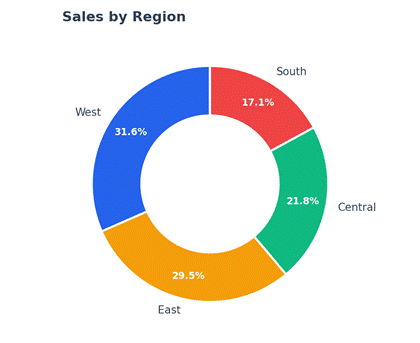 Sales by Region
South
17.1%
West
31.6%
21.8%
Central
29.5%
East